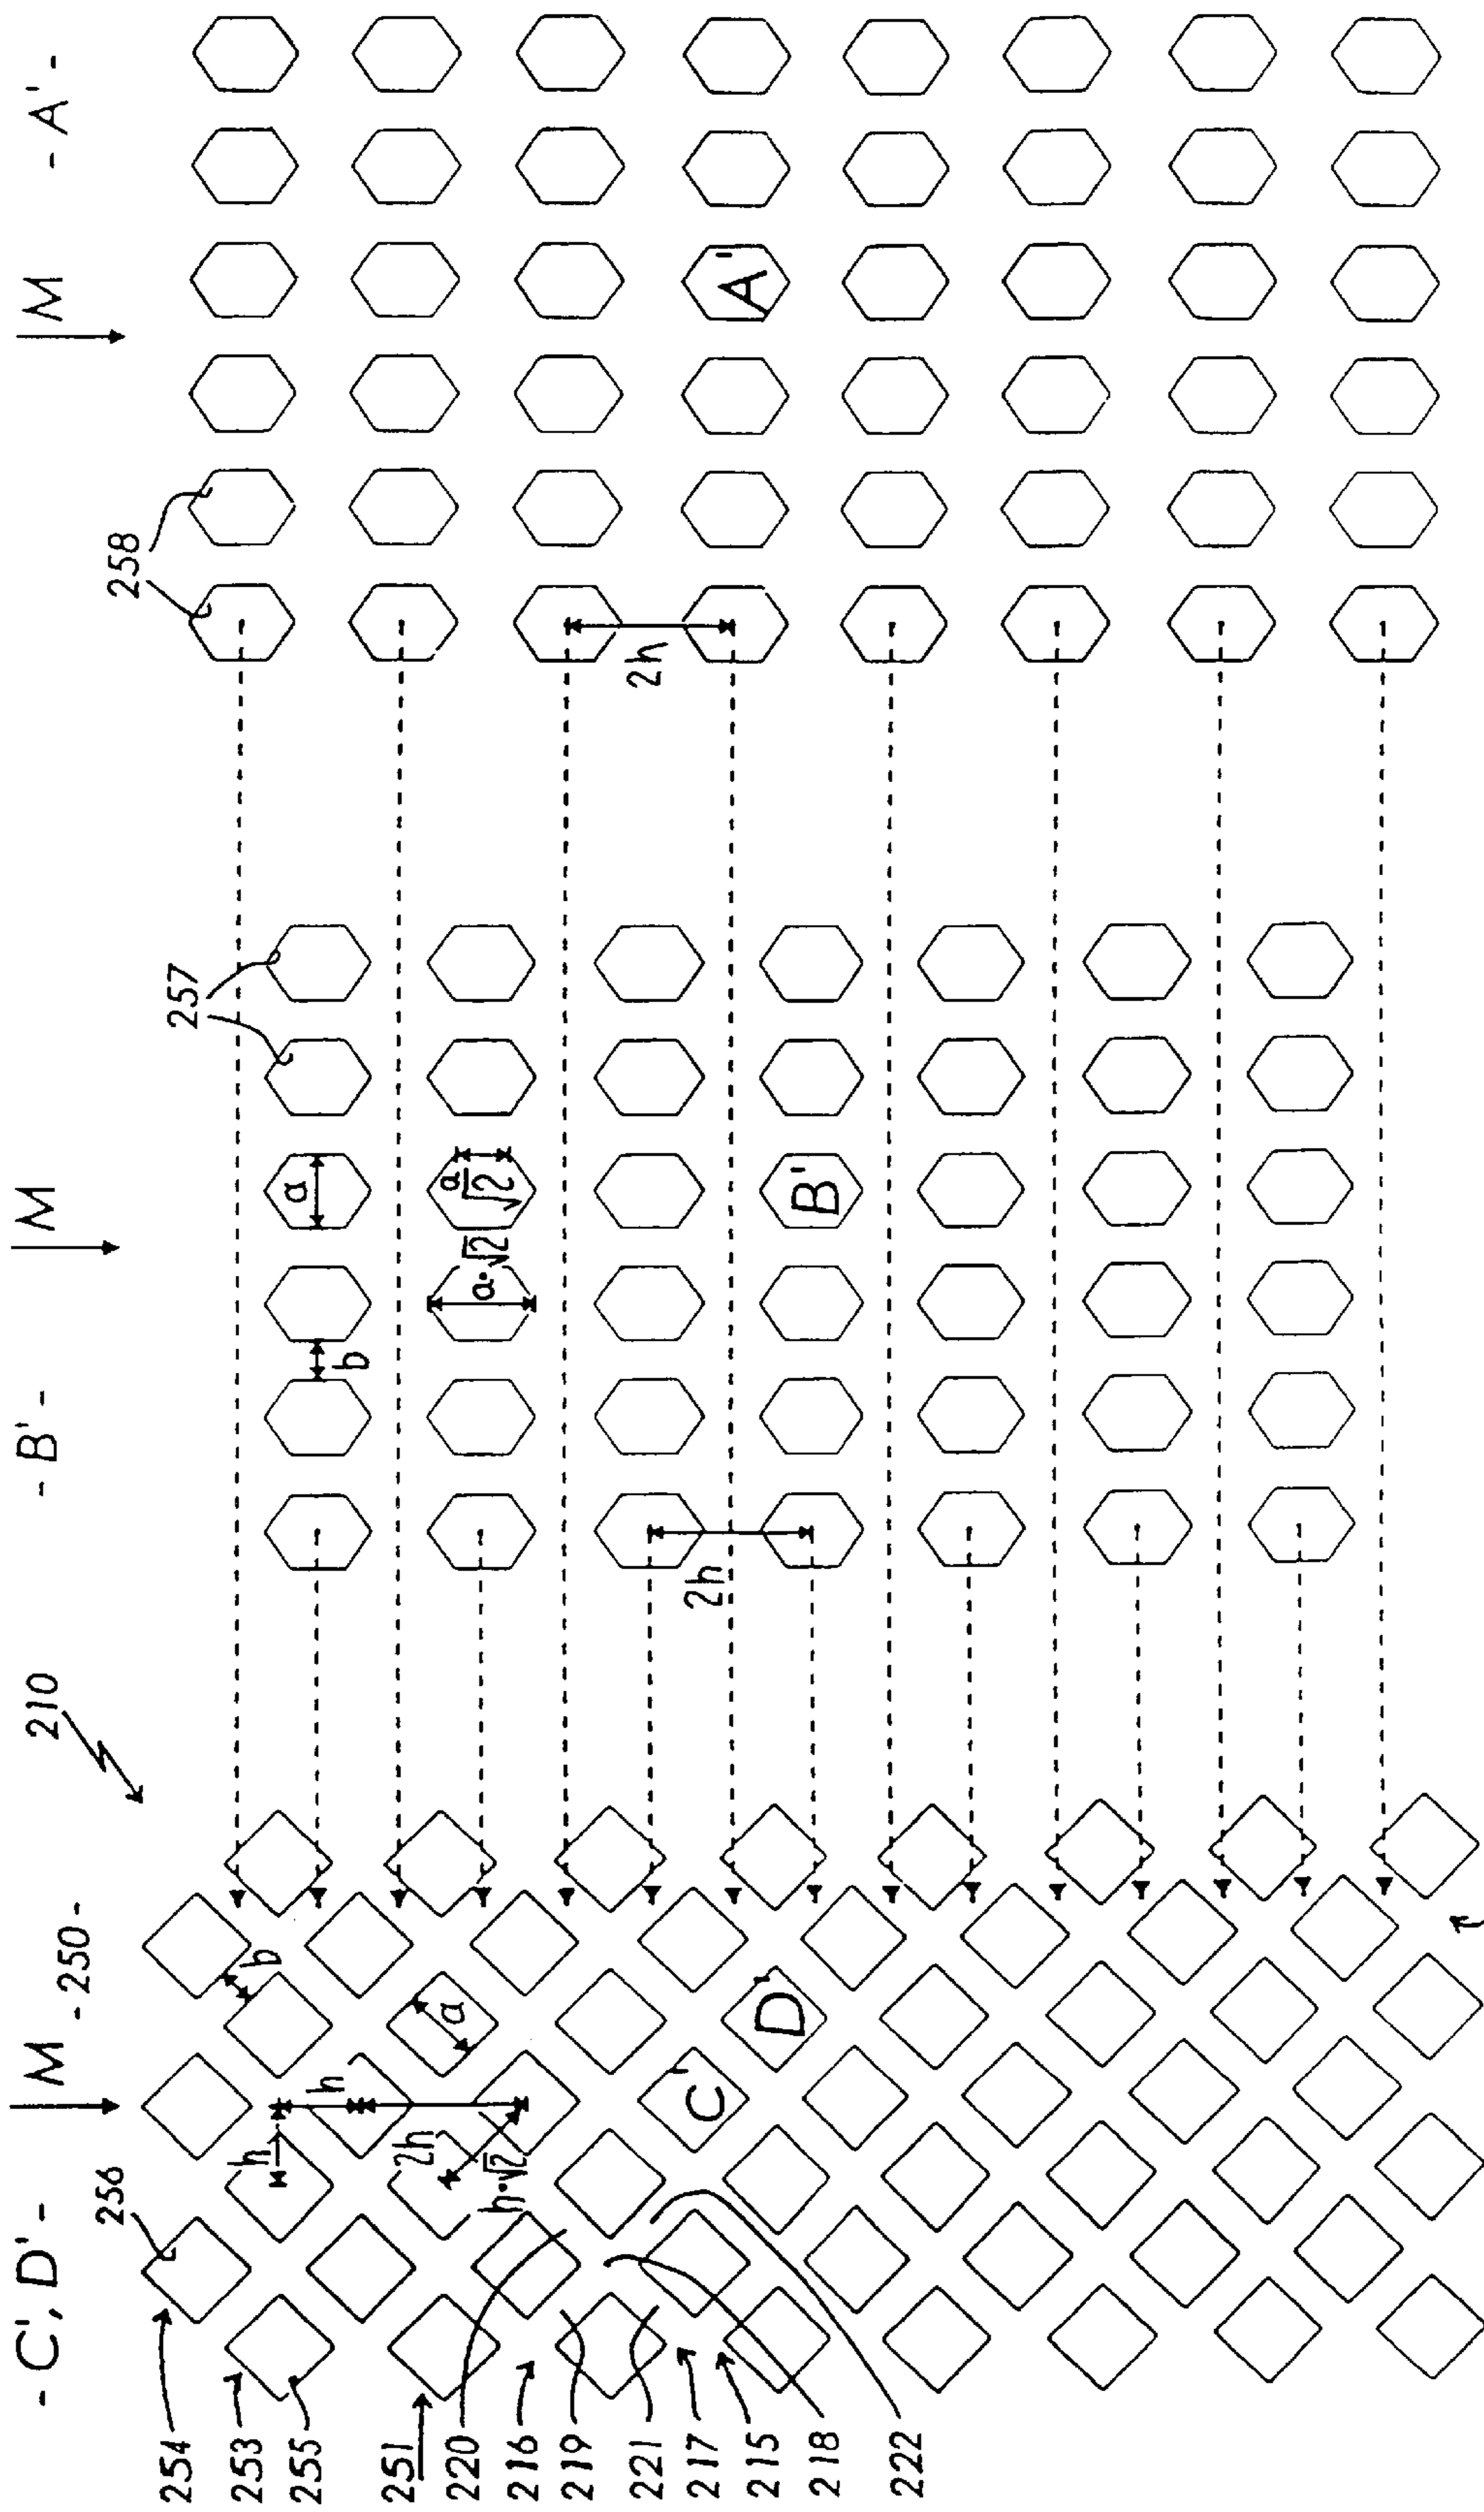 - C', D' -
M
- 250 -
210
- B' -
M
M
- A' -
254
256
253
255
251
220
216
219
221
217
215
218
222
h
h
2h
h·√2
b
a
C'
D'
2h
b
a
a·√2
a/√2
B'
257
2h
258
A'